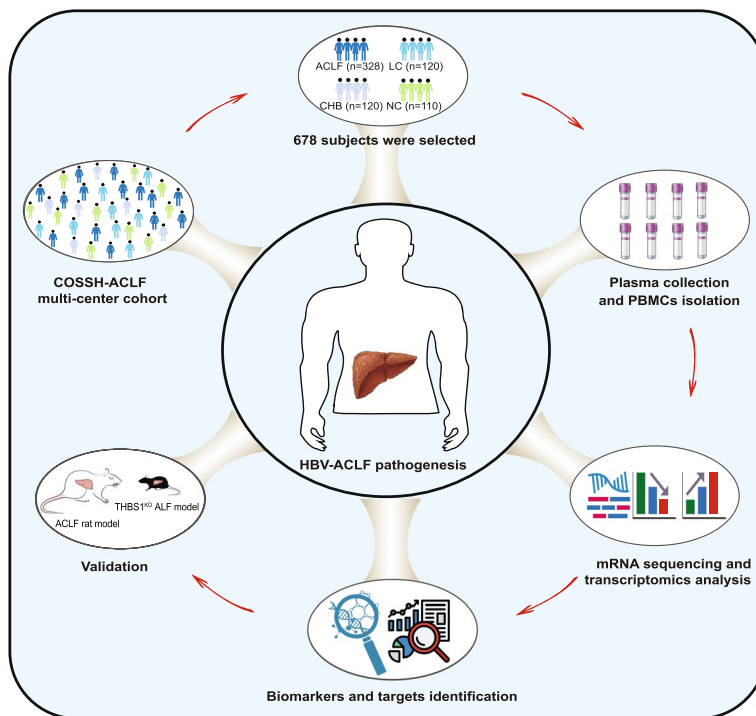 ACLF (n=328) LC (n=120)
CHB (n=120) NC (n=110)
678 subjects were selected
COSSH-ACLF
multi-center cohort
Plasma collection
and PBMCs isolation
HBV-ACLF pathogenesis
THBS1ᴷᴼ ALF model
ACLF rat model
Validation
mRNA sequencing and
transcriptomics analysis
Biomarkers and targets identification